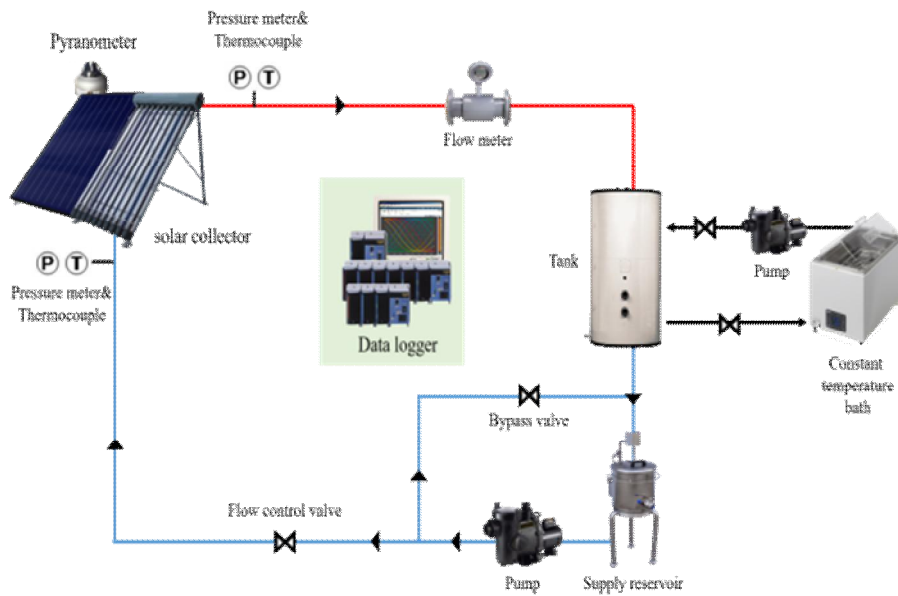 Pressure meter&
Thermocouple
Pyranometer
P T
Flow meter
solar collector
P T
Pressure meter&
Thermocouple
Tank
Pump
Data logger
Constant
temperature
bath
Bypass valve
Flow control valve
Pump
Supply reservoir